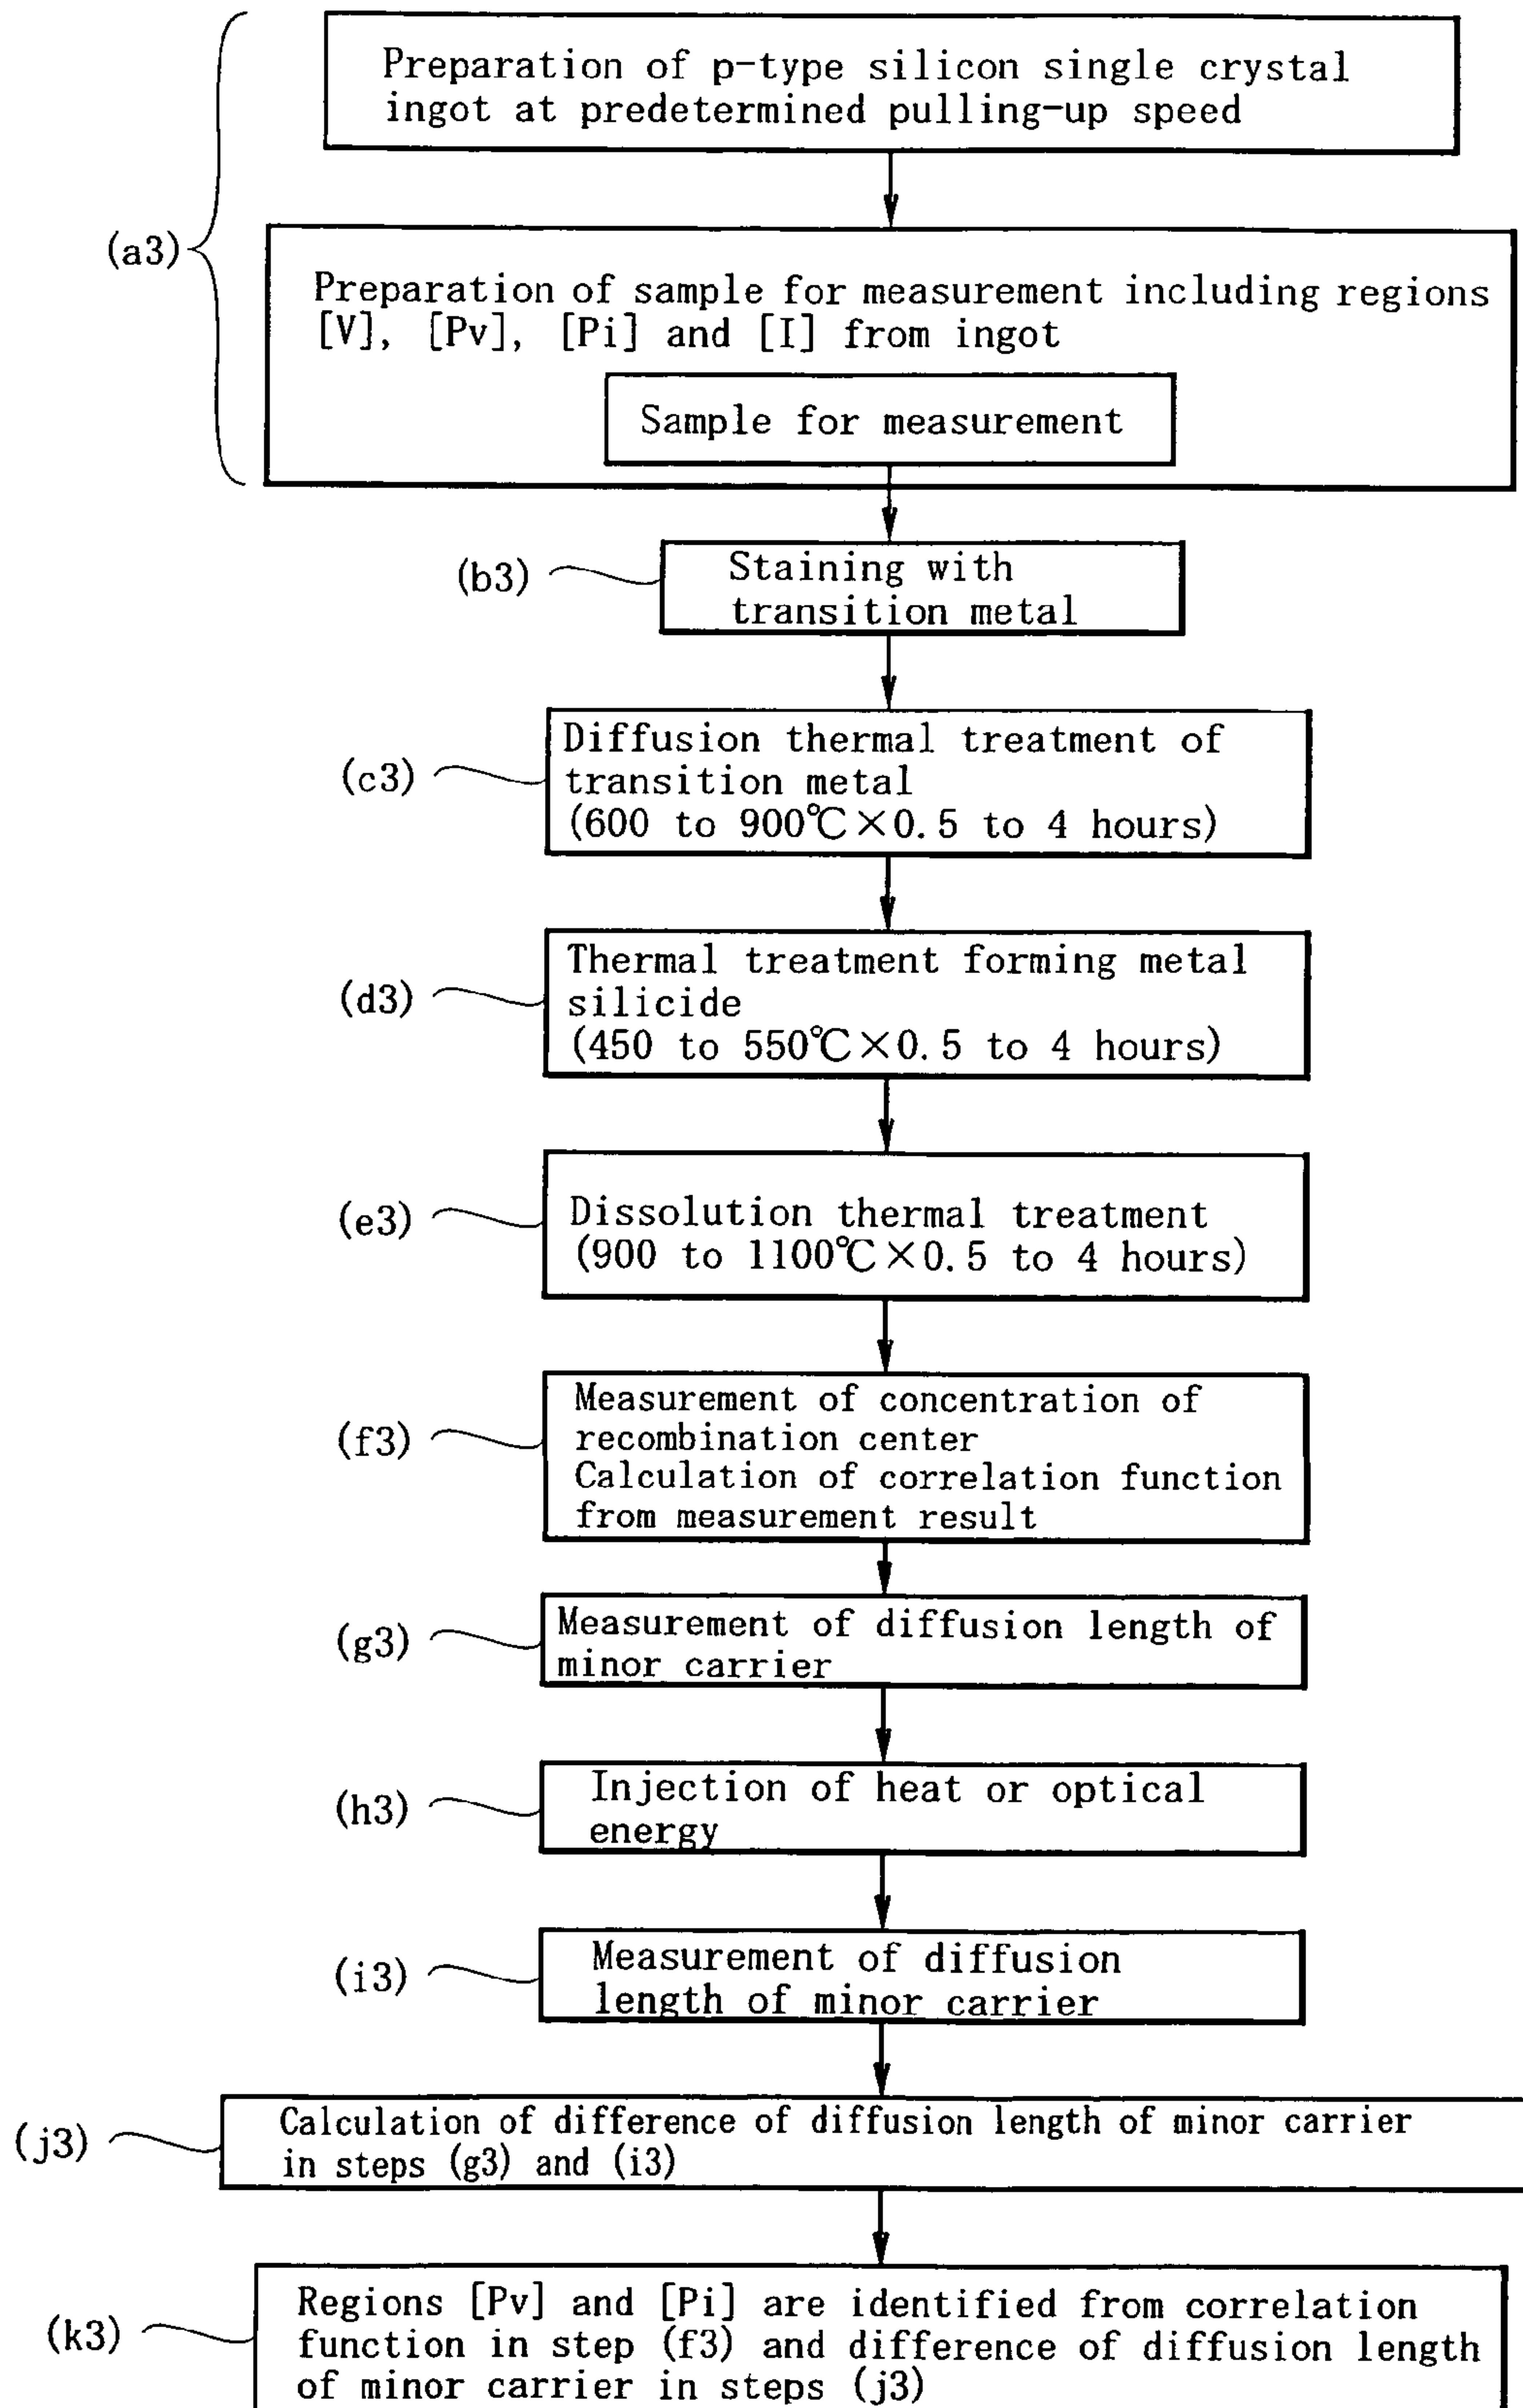 Preparation of p-type silicon single crystal
ingot at predetermined pulling-up speed
(a3)
Preparation of sample for measurement including regions
[V], [Pv], [Pi] and [I] from ingot
Sample for measurement
(b3)
Staining with
transition metal
(c3)
Diffusion thermal treatment of
transition metal
(600 to 900℃×0.5 to 4 hours)
(d3)
Thermal treatment forming metal
silicide
(450 to 550℃×0.5 to 4 hours)
(e3)
Dissolution thermal treatment
(900 to 1100℃×0.5 to 4 hours)
(f3)
Measurement of concentration of
recombination center
Calculation of correlation function
from measurement result
(g3)
Measurement of diffusion length of
minor carrier
(h3)
Injection of heat or optical
energy
(i3)
Measurement of diffusion
length of minor carrier
(j3)
Calculation of difference of diffusion length of minor carrier
in steps (g3) and (i3)
(k3)
Regions [Pv] and [Pi] are identified from correlation
function in step (f3) and difference of diffusion length
of minor carrier in steps (j3)